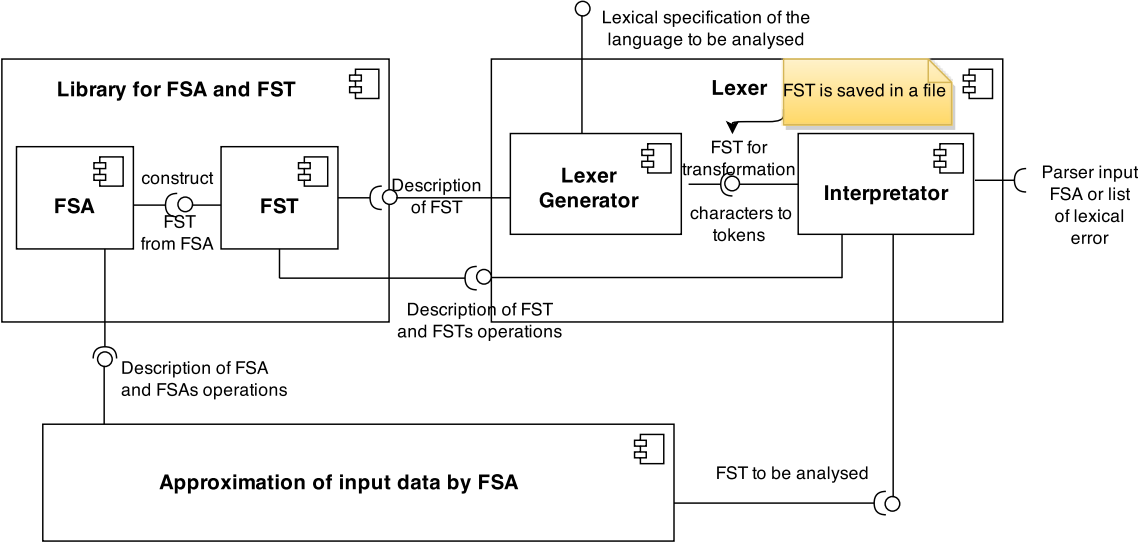 Lexical specification of the
language to be analysed
Library for FSA and FST
Lexer
FST is saved in a file
FSA
construct
FST
from FSA
FST
Description
of FST
Lexer
Generator
FST for
transformation
characters to
tokens
Interpretator
Parser input
FSA or list
of lexical
error
Description of FST
and FSTs operations
Description of FSA
and FSAs operations
Approximation of input data by FSA
FST to be analysed